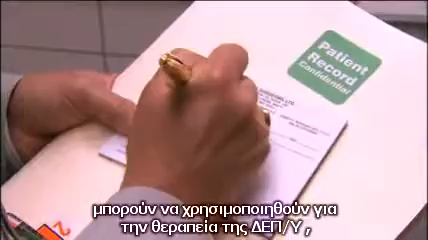 Patient
Record
Confidential
μπορούν να χρησιμοποιηθούν για
την θεραπεία της ΔΕΠ/Υ ,